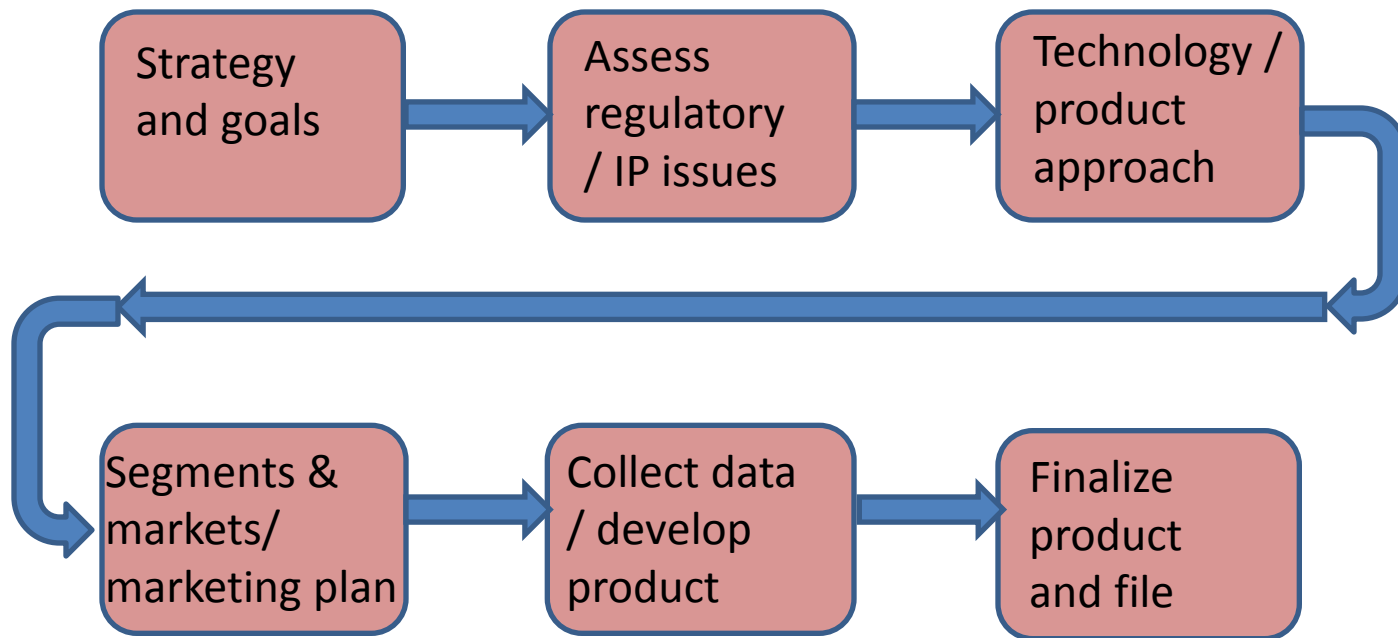 Strategy
and goals
Assess
regulatory
/ IP issues
Technology /
product
approach
Segments &
markets/
marketing plan
Collect data
/ develop
product
Finalize
product
and file